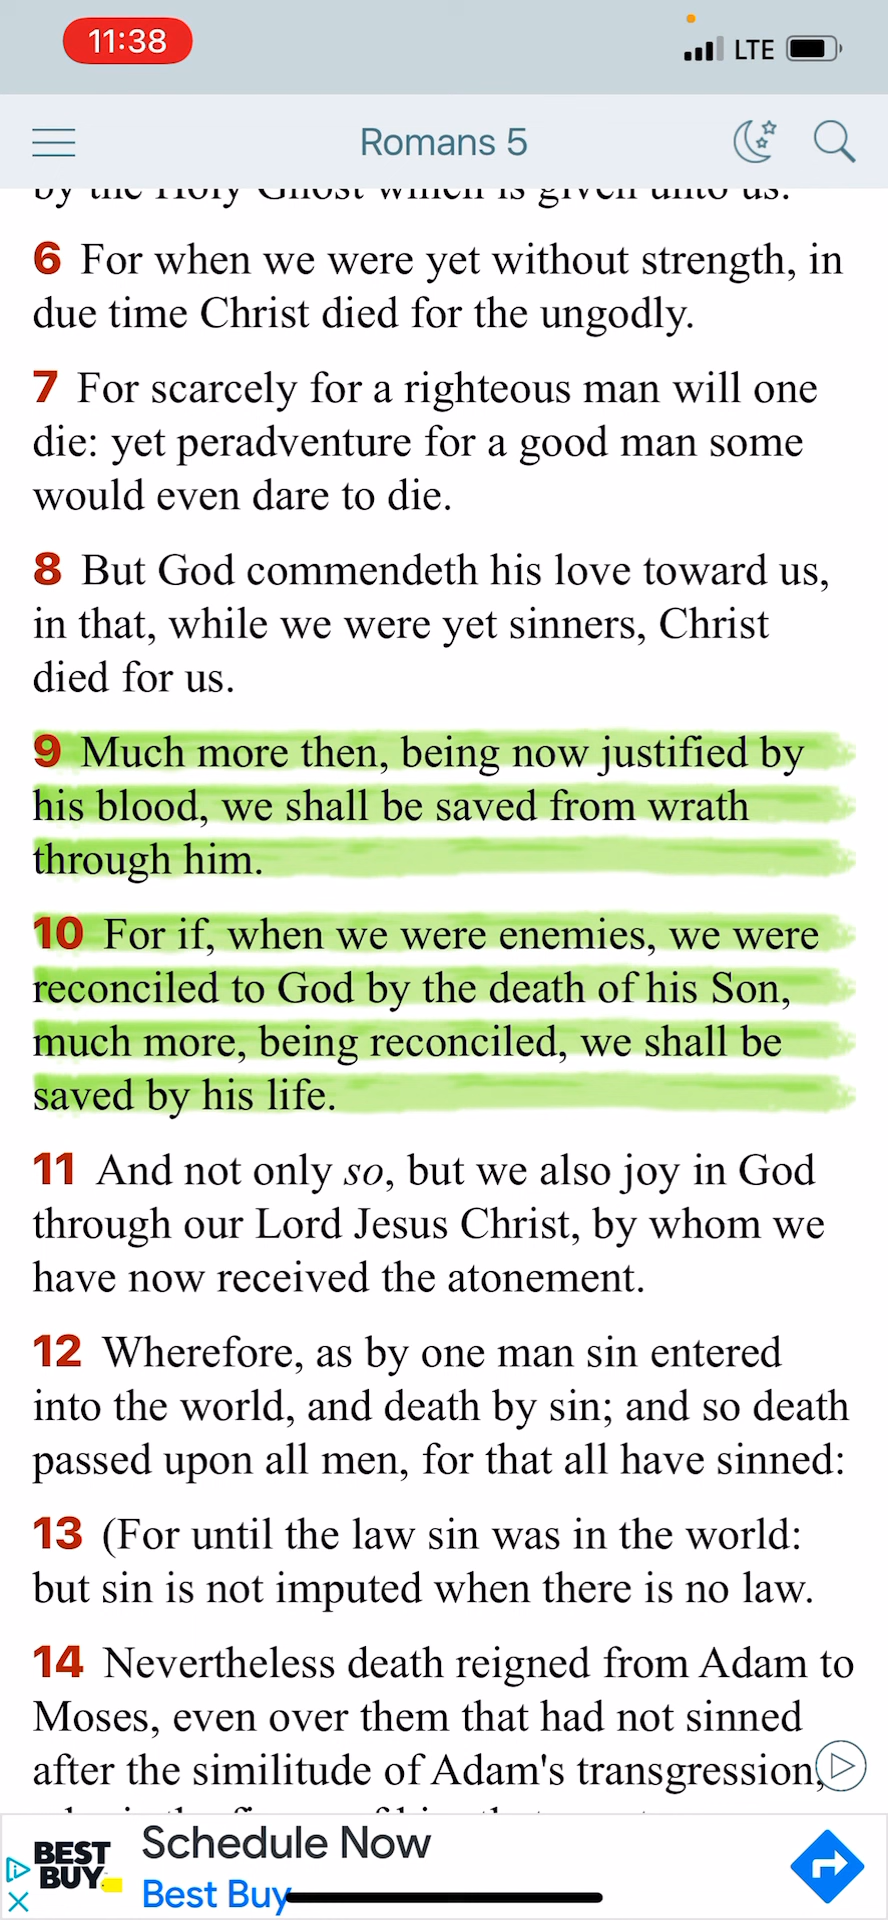 11:38
LTE
Romans 5
by the Holy Ghost which is given unto us.
6 For when we were yet without strength, in
due time Christ died for the ungodly.
7 For scarcely for a righteous man will one
die: yet peradventure for a good man some
would even dare to die.
8 But God commendeth his love toward us,
in that, while we were yet sinners, Christ
died for us.
9 Much more then, being now justified by
his blood, we shall be saved from wrath
through him.
10 For if, when we were enemies, we were
reconciled to God by the death of his Son,
much more, being reconciled, we shall be
saved by his life.
11 And not only so, but we also joy in God
through our Lord Jesus Christ, by whom we
have now received the atonement.
12 Wherefore, as by one man sin entered
into the world, and death by sin; and so death
passed upon all men, for that all have sinned:
13 (For until the law sin was in the world:
but sin is not imputed when there is no law.
14 Nevertheless death reigned from Adam to
Moses, even over them that had not sinned
after the similitude of Adam's transgression,
BEST
BUY
Schedule Now
Best Buy